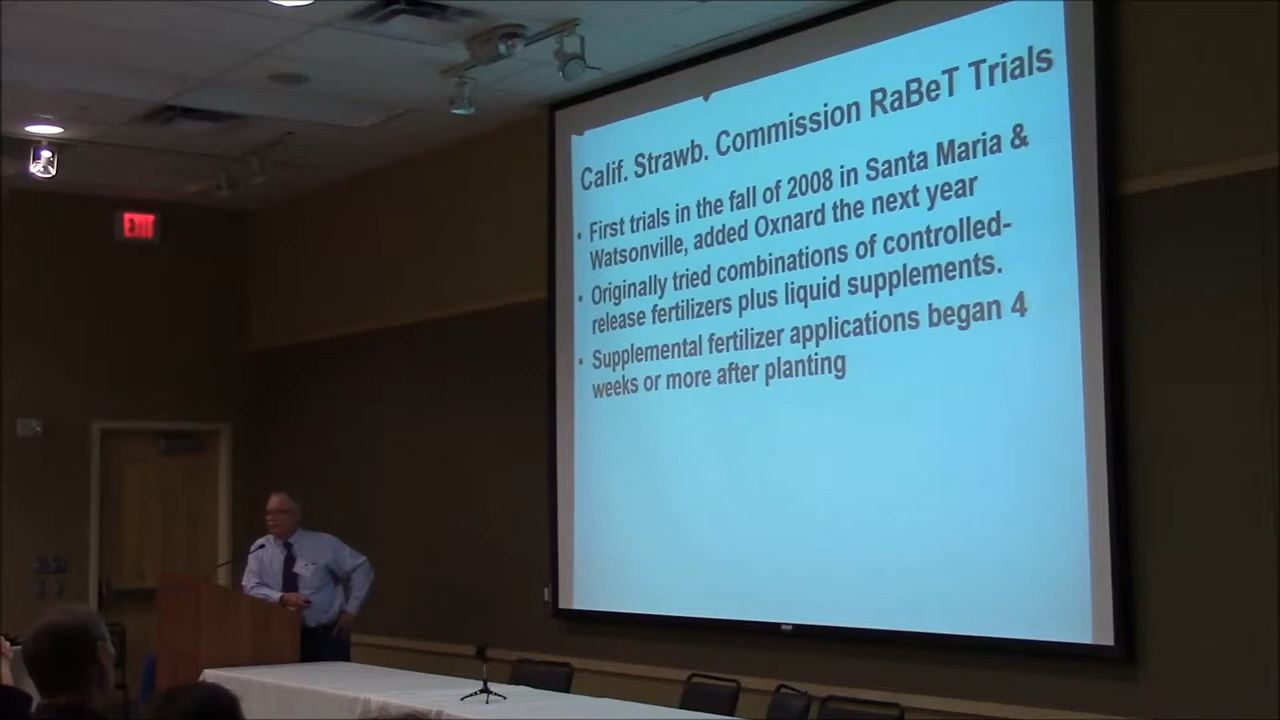 Calif. Strawb. Commission RaBeT Trials
• First trials in the fall of 2008 in Santa Maria &
Watsonville, added Oxnard the next year
• Originally tried combinations of controlled-
release fertilizers plus liquid supplements.
• Supplemental fertilizer applications began 4
weeks or more after planting
EXIT